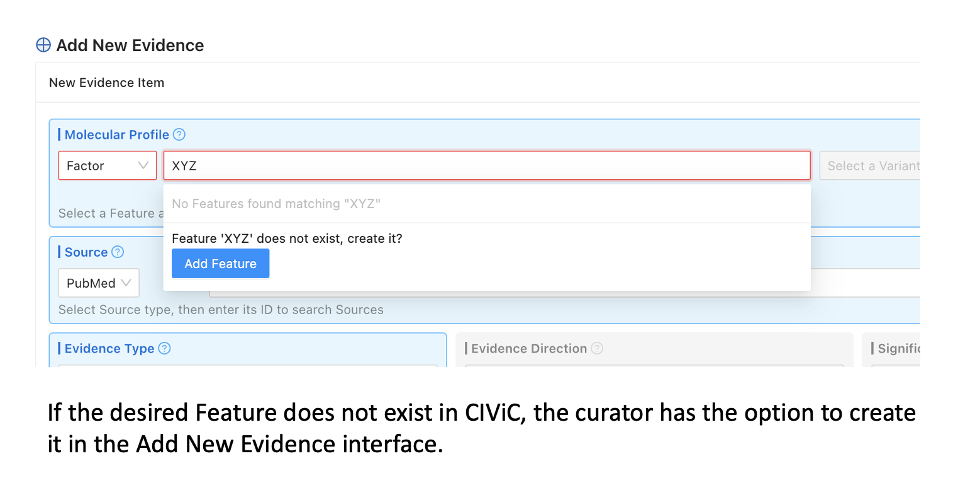 Add New Evidence
New Evidence Item
Molecular Profile
Factor
XYZ
Select a Variant
No Features found matching "XYZ"
Select a Feature a
Feature 'XYZ' does not exist, create it?
Add Feature
Source
PubMed
Select Source type, then enter its ID to search Sources
Evidence Type
Evidence Direction
Signific
If the desired Feature does not exist in CIViC, the curator has the option to create
it in the Add New Evidence interface.